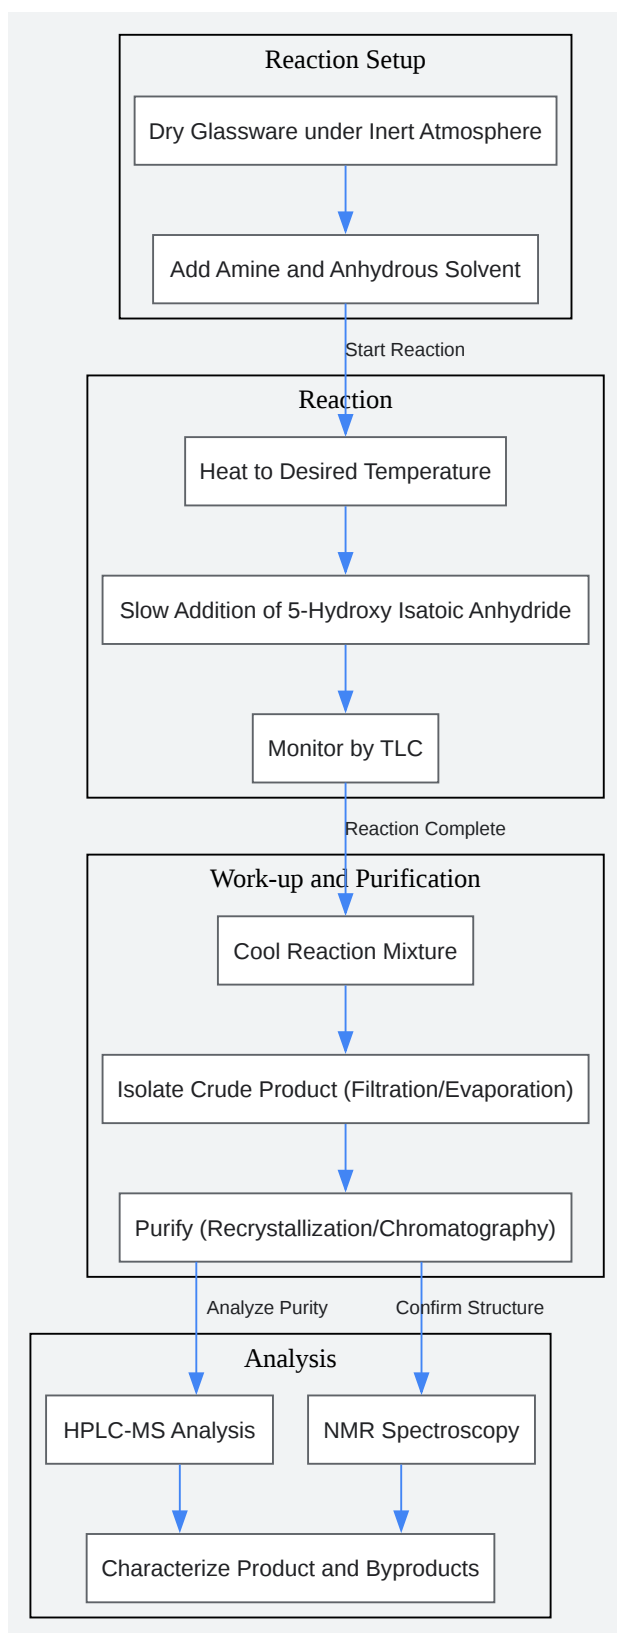 Reaction Setup
Dry Glassware under Inert Atmosphere
Add Amine and Anhydrous Solvent
Start Reaction
Reaction
Heat to Desired Temperature
Slow Addition of 5-Hydroxy Isatoic Anhydride
Monitor by TLC
Reaction Complete
Work-up and Purification
Cool Reaction Mixture
Isolate Crude Product (Filtration/Evaporation)
Purify (Recrystallization/Chromatography)
Analyze Purity
Confirm Structure
Analysis
HPLC-MS Analysis
NMR Spectroscopy
Characterize Product and Byproducts